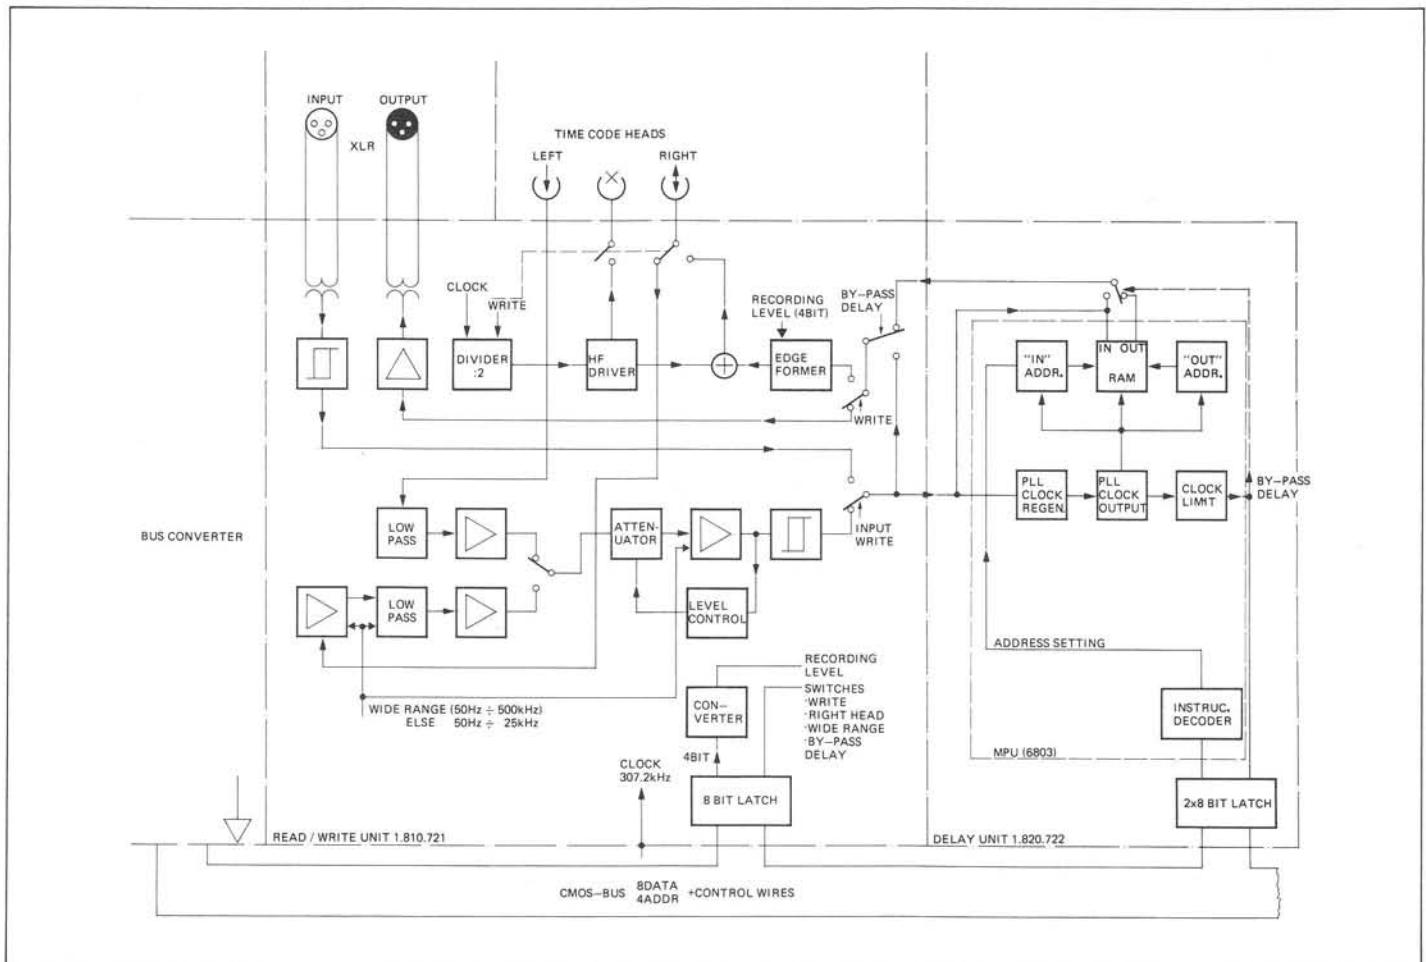 INPUT
OUTPUT
XLR
TIME CODE HEADS
LEFT
RIGHT
CLOCK
WRITE
RECORDING
LEVEL (4BIT)
BY-PASS
DELAY
DIVIDER
:2
HF
DRIVER
EDGE
FORMER
WRITE
"IN"
ADDR.
IN OUT
RAM
"OUT"
ADDR.
PLL
CLOCK
REGEN.
PLL
CLOCK
OUTPUT
CLOCK
LIMIT
BY-PASS
DELAY
BUS CONVERTER
LOW
PASS
ATTEN-
UATOR
INPUT
WRITE
LOW
PASS
LEVEL
CONTROL
ADDRESS SETTING
RECORDING
LEVEL
SWITCHES
·WRITE
·RIGHT HEAD
·WIDE RANGE
·BY-PASS
DELAY
WIDE RANGE (50Hz ÷ 500kHz)
ELSE 50Hz ÷ 25kHz
CON-
VERTER
INSTRUC.
DECODER
4BIT
MPU (6803)
CLOCK
307.2kHz
8 BIT LATCH
2x8 BIT LATCH
READ / WRITE UNIT 1.810.721
DELAY UNIT 1.820.722
CMOS-BUS 8DATA +CONTROL WIRES
4ADDR